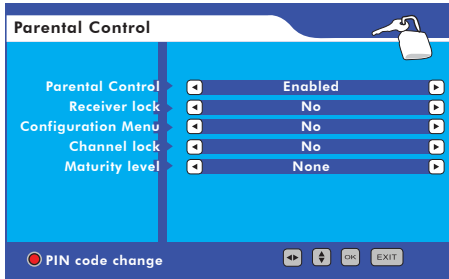 Parental Control
Parental Control Enabled
Receiver lock No
Configuration Menu No
Channel lock No
Maturity level None
PIN code change OK EXIT